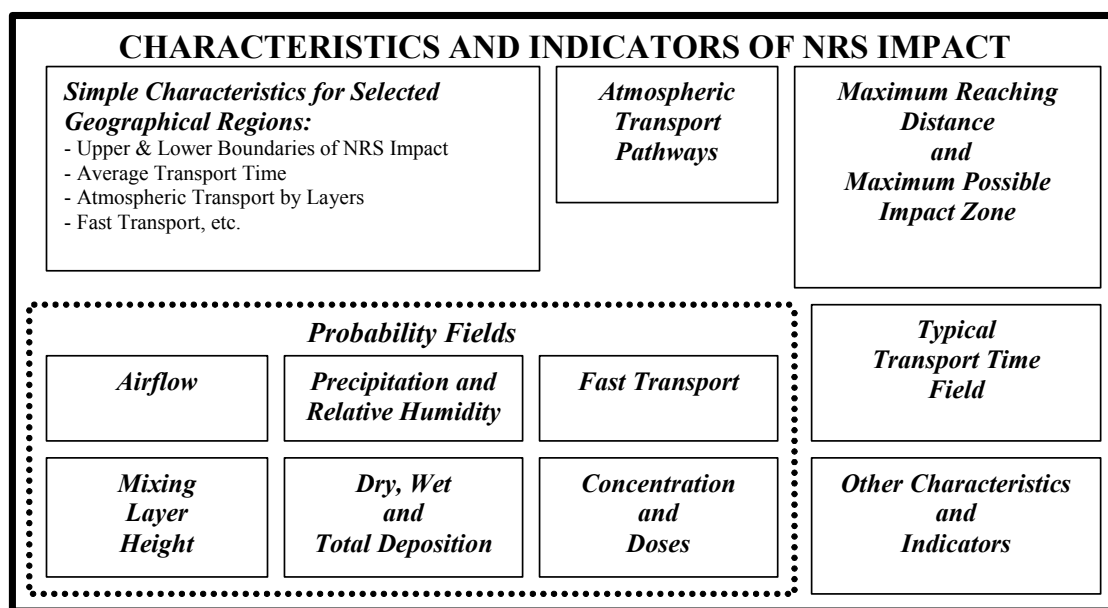 CHARACTERISTICS AND INDICATORS OF NRS IMPACT
Simple Characteristics for Selected
Geographical Regions:
- Upper & Lower Boundaries of NRS Impact
- Average Transport Time
- Atmospheric Transport by Layers
- Fast Transport, etc.
Atmospheric
Transport
Pathways
Maximum Reaching
Distance
and
Maximum Possible
Impact Zone
Probability Fields
Airflow
Precipitation and
Relative Humidity
Fast Transport
Mixing
Layer
Height
Dry, Wet
and
Total Deposition
Concentration
and
Doses
Typical
Transport Time
Field
Other Characteristics
and
Indicators